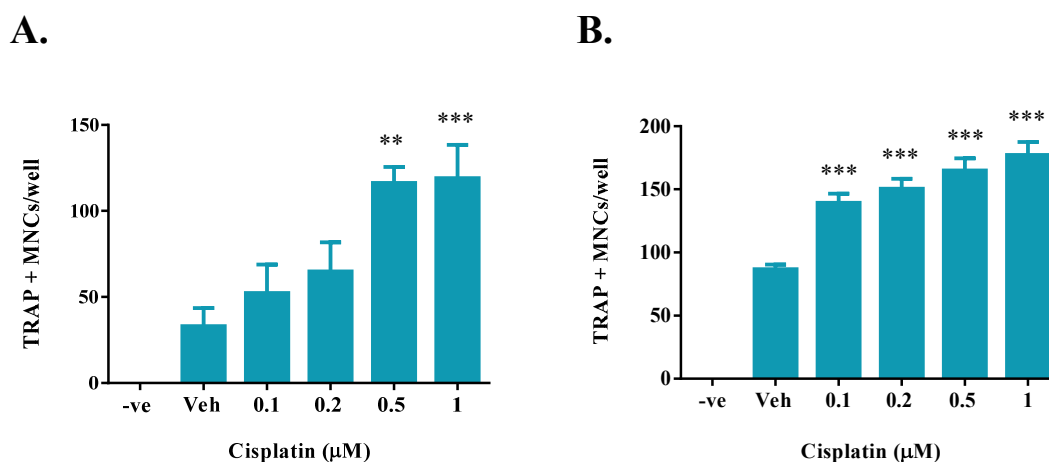 A.
TRAP + MNCs/well
150
100
50
0
** ***
-ve Veh 0.1 0.2 0.5 1
Cisplatin (μM)
B.
TRAP + MNCs/well
200
150
100
50
0
*** *** *** ***
-ve Veh 0.1 0.2 0.5 1
Cisplatin (μM)